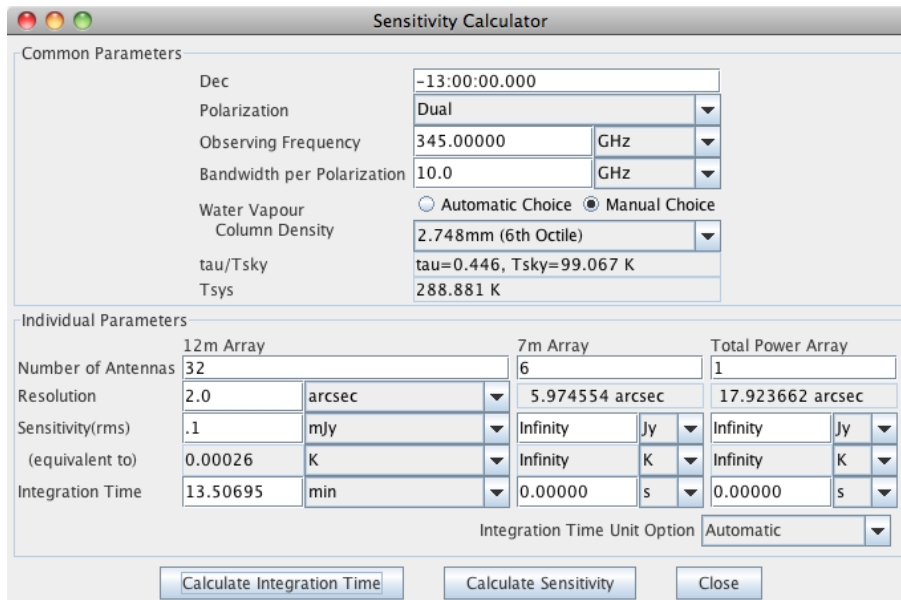 Sensitivity Calculator
Common Parameters
Dec -13:00:00.000
Polarization Dual
Observing Frequency 345.00000 GHz
Bandwidth per Polarization 10.0 GHz
Water Vapour Automatic Choice Manual Choice
Column Density 2.748mm (6th Octile)
tau/Tsky tau=0.446, Tsky=99.067 K
Tsys 288.881 K
Individual Parameters
12m Array 7m Array Total Power Array
Number of Antennas 32 6 1
Resolution 2.0 arcsec 5.974554 arcsec 17.923662 arcsec
Sensitivity(rms) .1 mJy Infinity Jy Infinity Jy
(equivalent to) 0.00026 K Infinity K Infinity K
Integration Time 13.50695 min 0.00000 s 0.00000 s
Integration Time Unit Option Automatic
Calculate Integration Time Calculate Sensitivity Close